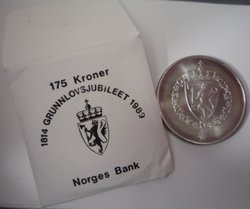 175 Kroner
1814 GRUNNLOVSJUBILEET 1989
Norges Bank